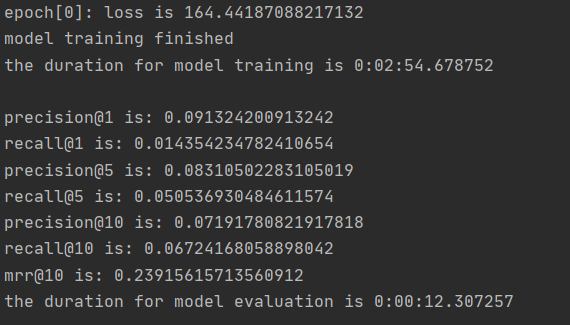 epoch[0]: loss is 164.44187088217132
model training finished
the duration for model training is 0:02:54.678752
precision@1 is: 0.091324200913242
recall@1 is: 0.014354234782410654
precision@5 is: 0.08310502283105019
recall@5 is: 0.050536930484611574
precision@10 is: 0.07191780821917818
recall@10 is: 0.06724168058898042
mrr@10 is: 0.23915615713560912
the duration for model evaluation is 0:00:12.307257